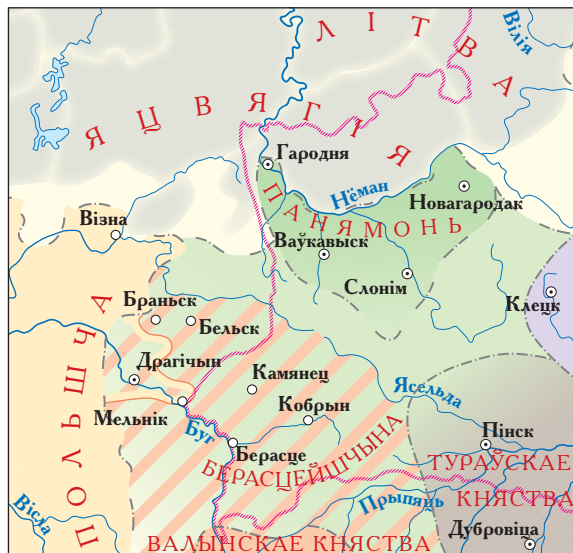 ЛІТВА
Вілія
ЯЦВЯГІЯ
Гародня
Нёман
ПАНЯМОНЬ
Новагародак
Візна
Ваўкавыск
Слонім
Клецк
ПОЛЬШЧА
Браньск
Бельск
Драгічын
Камянец
Ясельда
Мельнік
Кобрын
Буг
Пінск
Берасце
БЕРАСЦЕЙШЧЫНА
ТУРАЎСКАЕ
КНЯСТВА
Прыпяць
Вісла
Дубровіца
ВАЛЫНСКАЕ КНЯСТВА